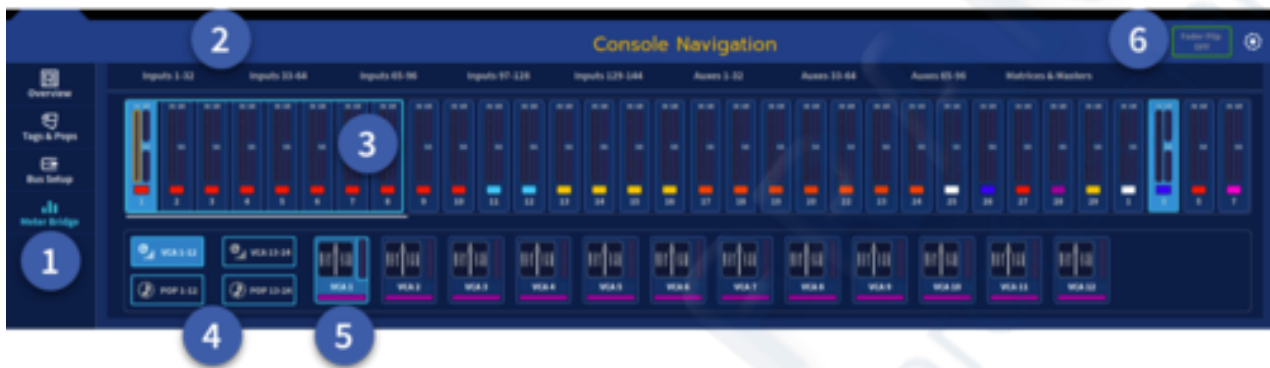 2
Console Navigation
6
Fader Flip
OFF
Overview
Tags & Pops
Bus Setup
Meter Bridge
1
Inputs 1-32 Inputs 33-64 Inputs 65-96 Inputs 97-128 Inputs 129-144 Auxes 1-32 Auxes 33-64 Auxes 65-96 Matrices & Masters
3
1 2 3 4 5 6 7 8 9 10 11 12 13 14 15 16 17 18 19 20 22 23 24 25 26 27 28 29 1 5 7
VCA 1-12 VCA 13-24
POP 1-12 POP 13-24
VCA 1 VCA 2 VCA 3 VCA 4 VCA 5 VCA 6 VCA 7 VCA 8 VCA 9 VCA 10 VCA 11 VCA 12
4
5